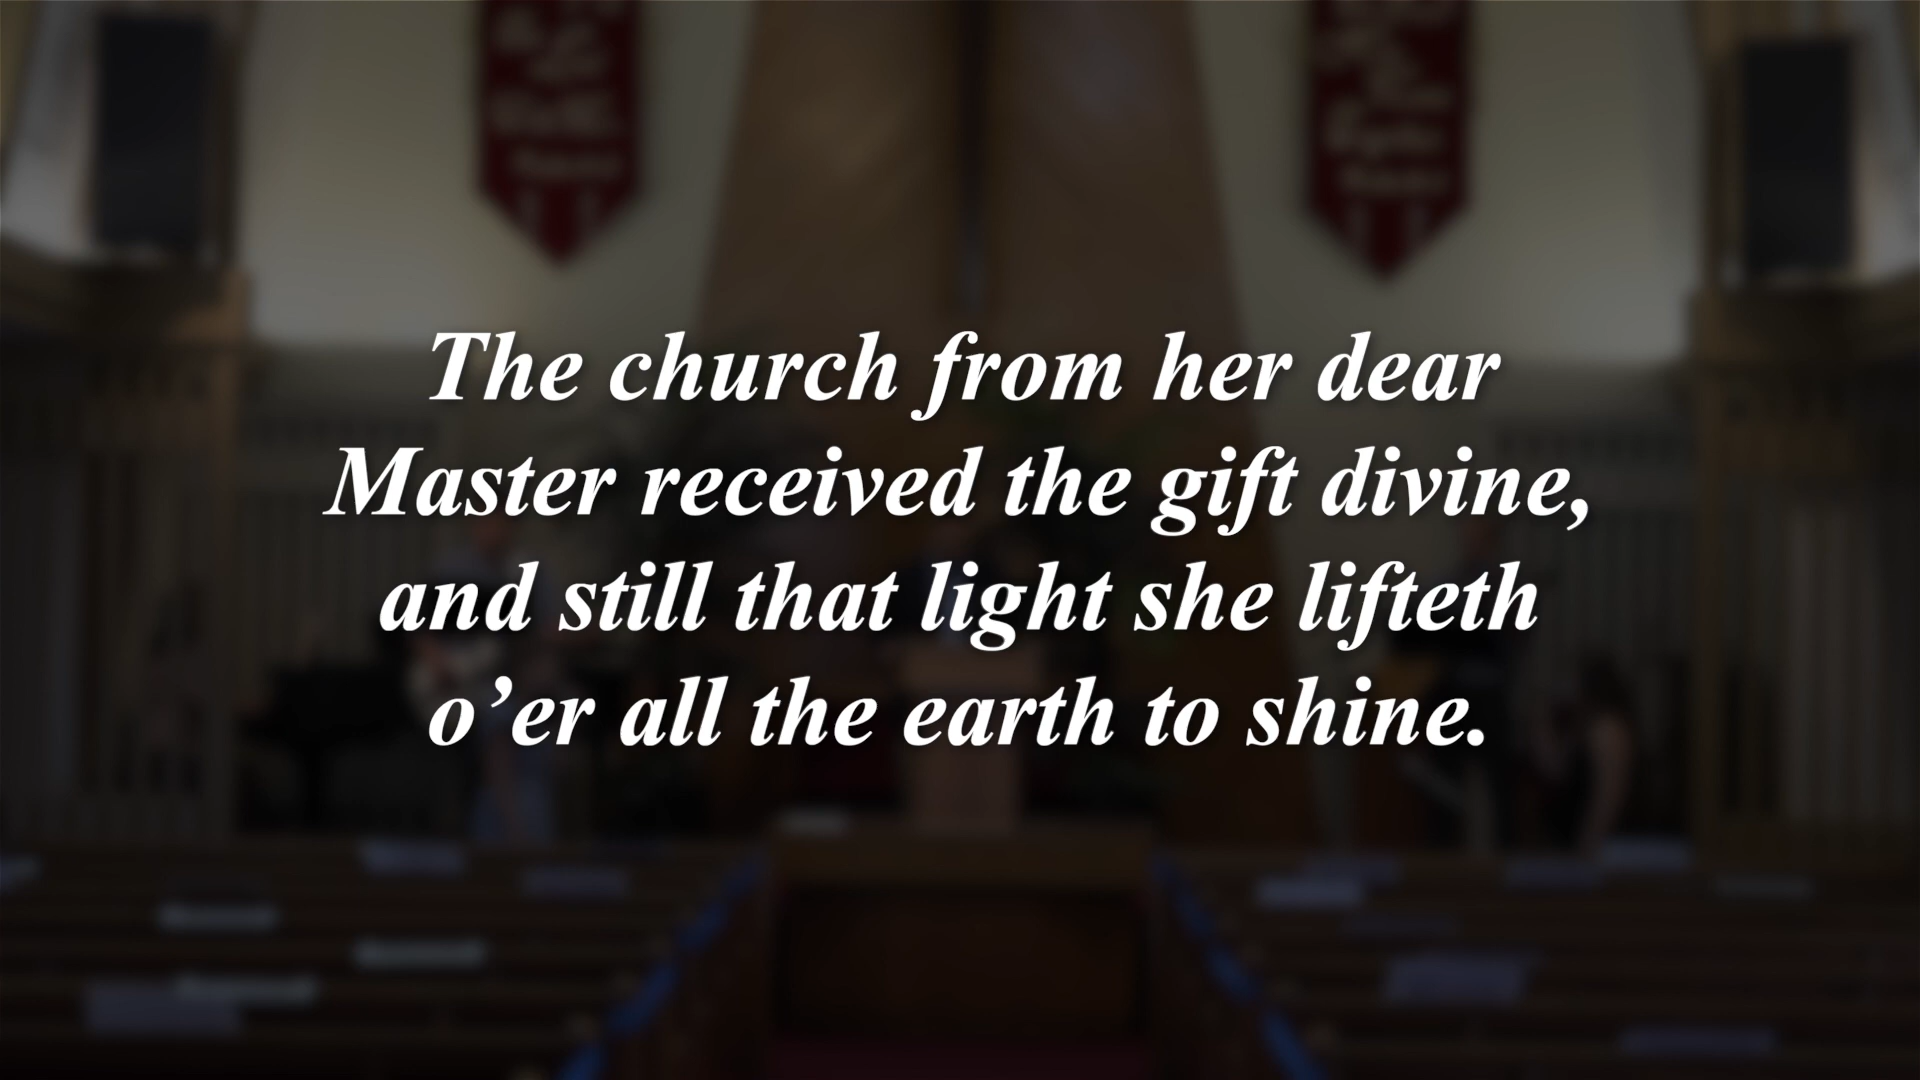 The church from her dear
Master received the gift divine,
and still that light she lifteth
o’er all the earth to shine.